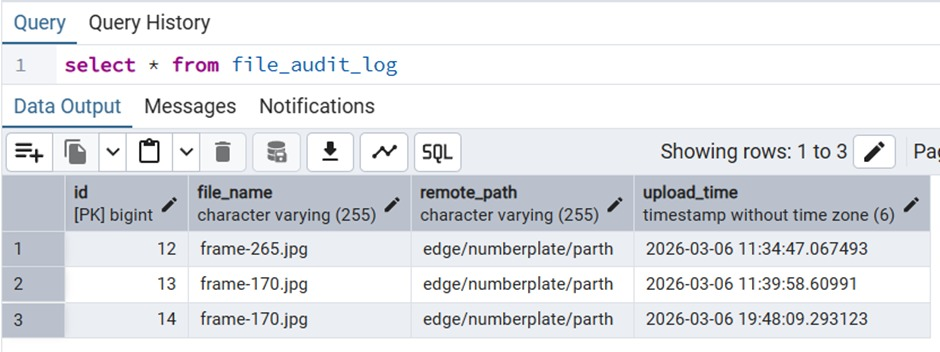 Query Query History
1 select * from file_audit_log
Data Output Messages Notifications
SQL Showing rows: 1 to 3
id file_name remote_path upload_time
[PK] bigint character varying (255) character varying (255) timestamp without time zone (6)
1 12 frame-265.jpg edge/numberplate/parth 2026-03-06 11:34:47.067493
2 13 frame-170.jpg edge/numberplate/parth 2026-03-06 11:39:58.60991
3 14 frame-170.jpg edge/numberplate/parth 2026-03-06 19:48:09.293123